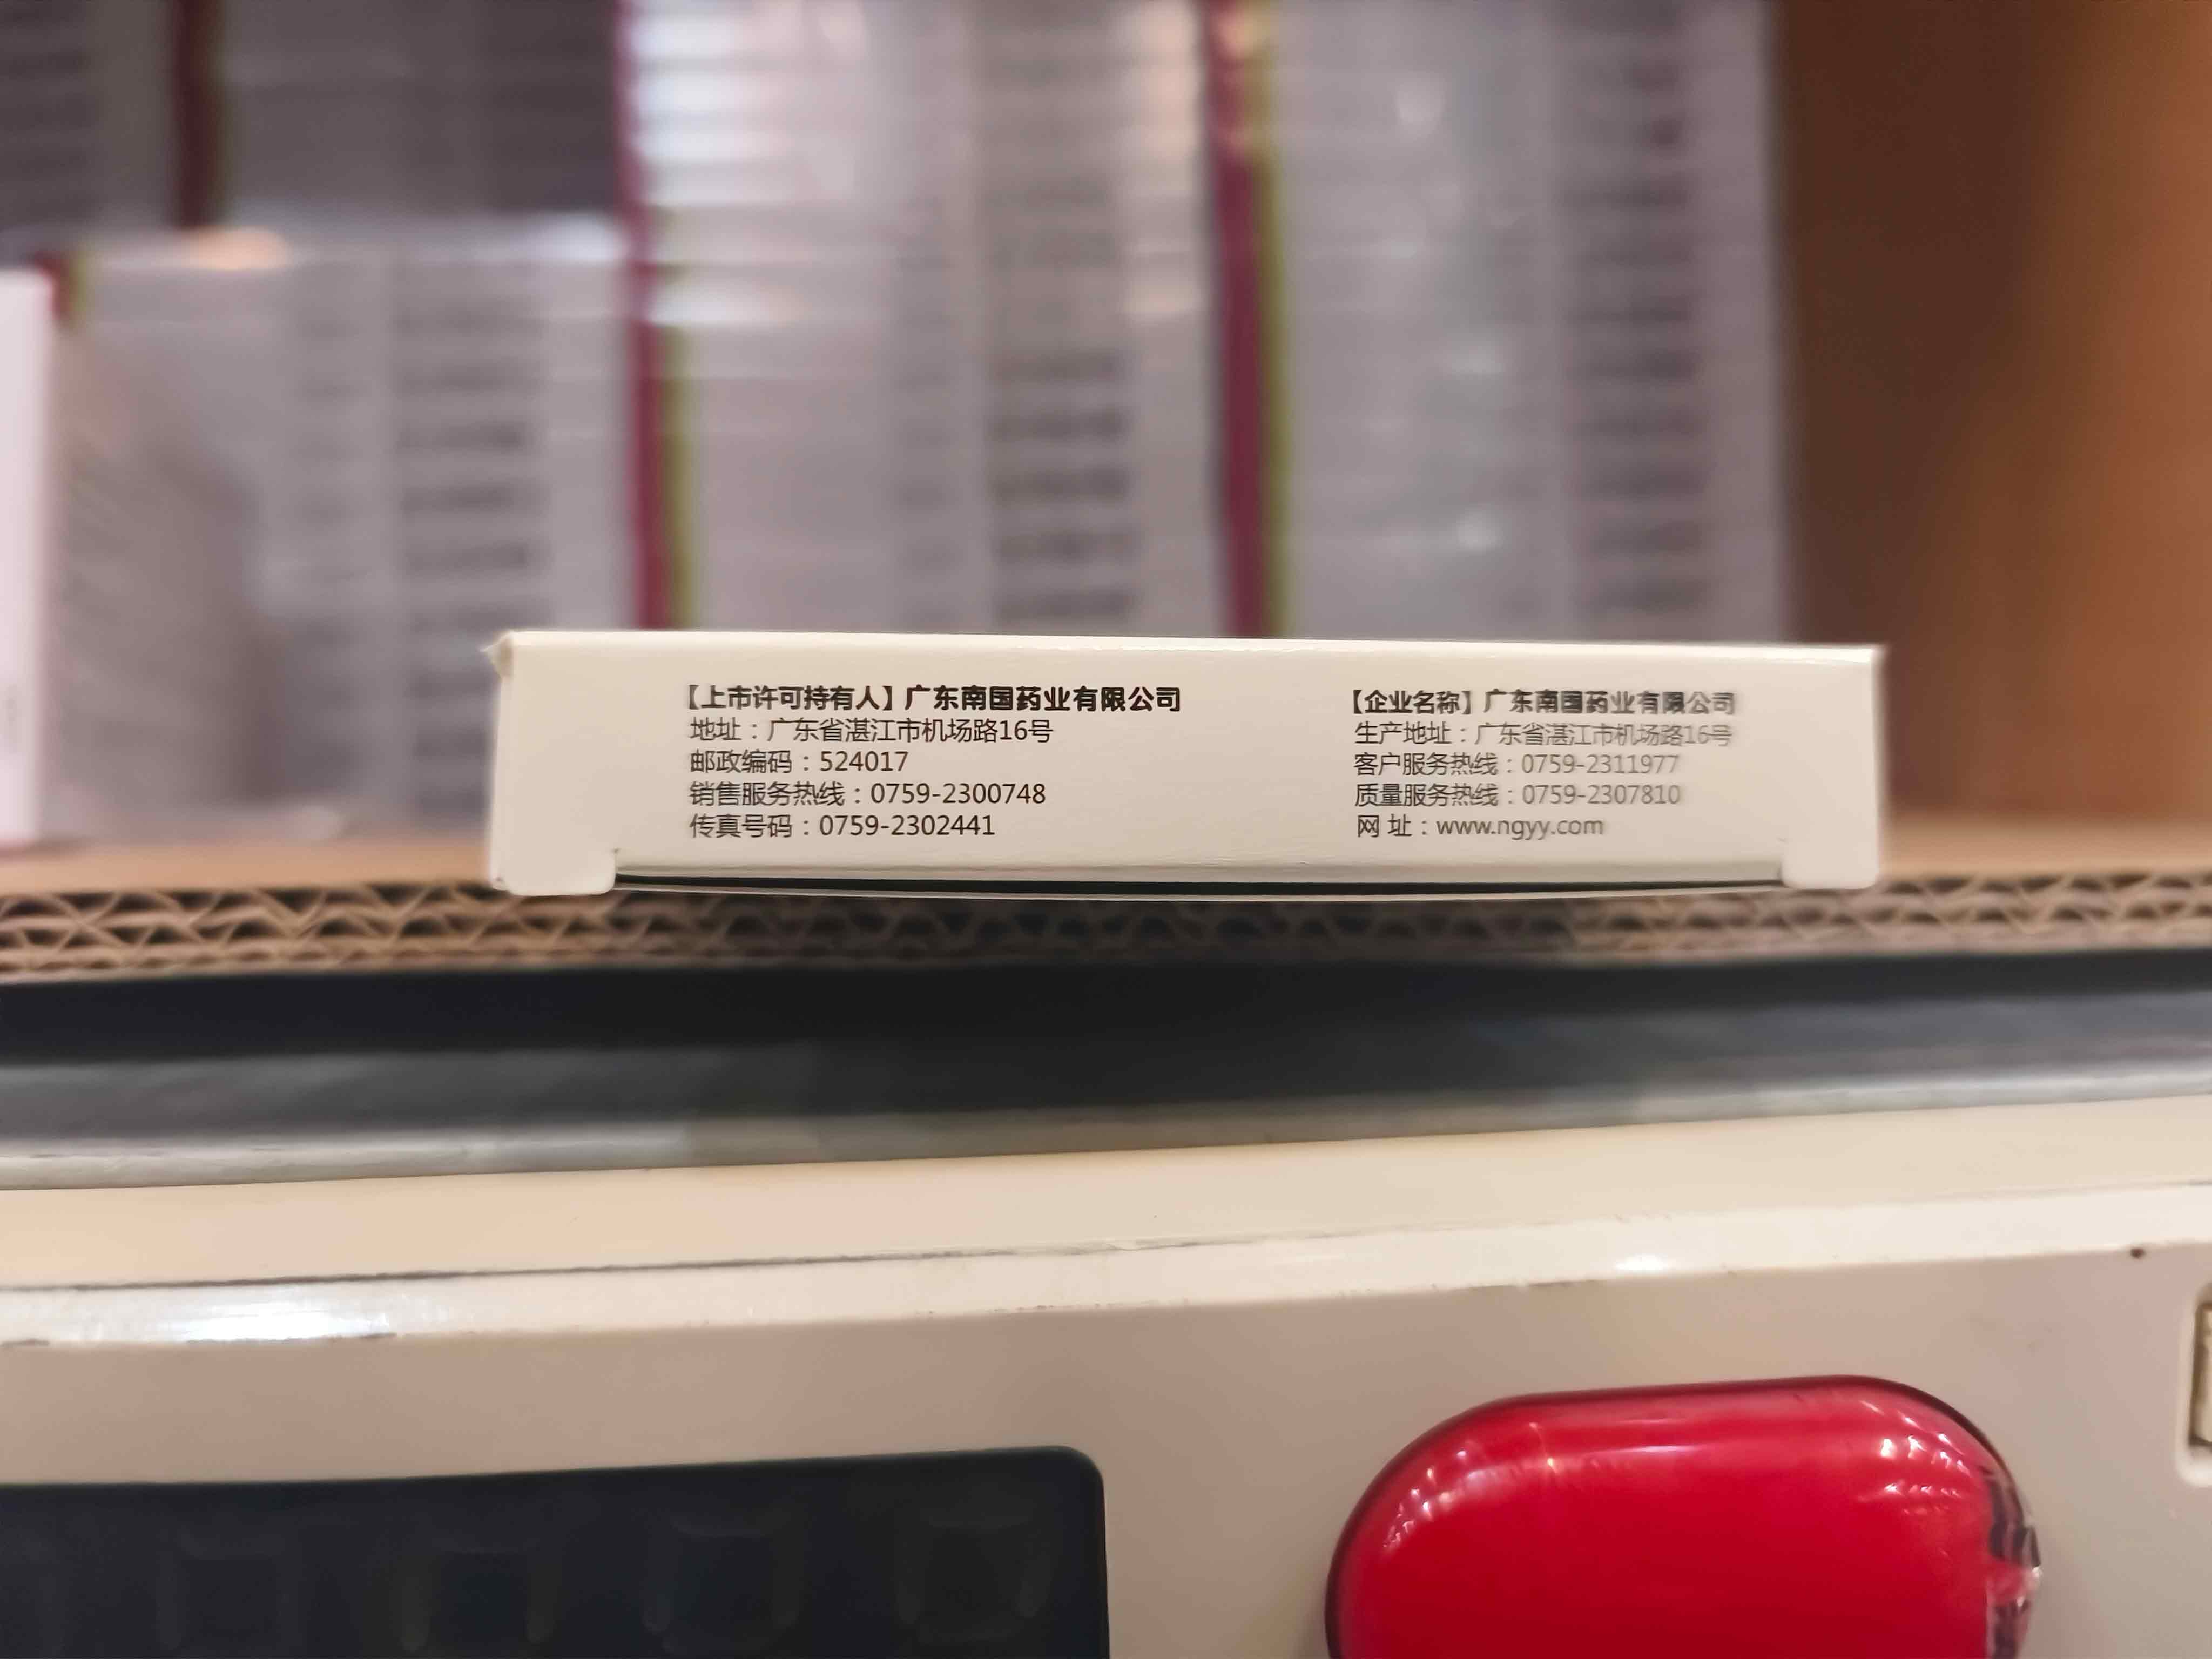 【上市许可持有人】广东南国药业有限公司
地址：广东省湛江市机场路16号
邮政编码：524017
销售服务热线：0759-2300748
传真号码：0759-2302441
【企业名称】广东南国药业有限公司
生产地址：广东省湛江市机场路16号
客户服务热线：0759-2311977
质量服务热线：0759-2307810
网 址：www.ngyy.com